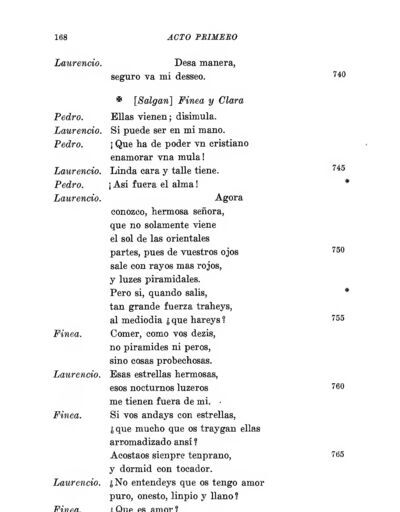 168 ACTO PRIMERO
Laurencio. Desa manera,
seguro va mi desseo. 740
✠ [Salgan] Finea y Clara
Pedro. Ellas vienen; disimula.
Laurencio. Si puede ser en mi mano.
Pedro. ¡Que ha de poder vn cristiano
enamorar vna mula!
Laurencio. Linda cara y talle tiene. 745
Pedro. ¡Asi fuera el alma! *
Laurencio. Agora
conozco, hermosa señora,
que no solamente viene
el sol de las orientales
partes, pues de vuestros ojos 750
sale con rayos mas rojos,
y luzes piramidales.
Pero si, quando salis, *
tan grande fuerza traheys,
al mediodia ¿que hareys? 755
Finea. Comer, como vos dezis,
no piramides ni peros,
sino cosas probechosas.
Laurencio. Esas estrellas hermosas,
esos nocturnos luzeros 760
me tienen fuera de mi.
Finea. Si vos andays con estrellas,
¿que mucho que os traygan ellas
arromadizado ansi?
Acostaos sienpre tenprano, 765
y dormid con tocador.
Laurencio. ¿No entendeys que os tengo amor
puro, onesto, linpio y llano?
Finea. ¿Que es amor?